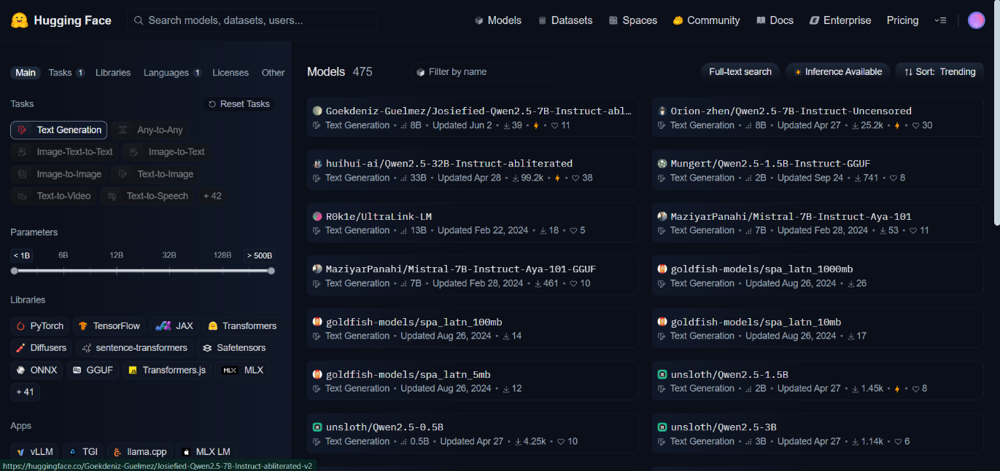 Hugging Face
Search models, datasets, users...
Models
Datasets
Spaces
Community
Docs
Enterprise
Pricing
Main
Tasks 1
Libraries
Languages 1
Licenses
Other
Tasks
Reset Tasks
Text Generation
Any-to-Any
Image-Text-to-Text
Image-to-Text
Image-to-Image
Text-to-Image
Text-to-Video
Text-to-Speech
+ 42
Parameters
< 1B
6B
12B
32B
128B
> 500B
Libraries
PyTorch
TensorFlow
JAX
Transformers
Diffusers
sentence-transformers
Safetensors
ONNX
GGUF
JS Transformers.js
MLX MLX
+ 41
Apps
vLLM
TGI
llama.cpp
MLX LM
https://huggingface.co/Goekdeniz-Guelmez/Josiefied-Qwen2.5-7B-Instruct-abliterated-v2
Models 475
Filter by name
Full-text search
Inference Available
Sort: Trending
Goekdeniz-Guelmez/Josiefied-Qwen2.5-7B-Instruct-abl…
Text Generation • 8B • Updated Jun 2 • 39 • • 11
Orion-zhen/Qwen2.5-7B-Instruct-Uncensored
Text Generation • 8B • Updated Apr 27 • 25.2k • • 30
huihui-ai/Qwen2.5-32B-Instruct-abliterated
Text Generation • 33B • Updated Apr 28 • 99.2k • • 38
Mungert/Qwen2.5-1.5B-Instruct-GGUF
Text Generation • 2B • Updated Sep 24 • 741 • 8
R0k1e/UltraLink-LM
Text Generation • 13B • Updated Feb 22, 2024 • 18 • 5
MaziyarPanahi/Mistral-7B-Instruct-Aya-101
Text Generation • 7B • Updated Feb 28, 2024 • 53 • 11
MaziyarPanahi/Mistral-7B-Instruct-Aya-101-GGUF
Text Generation • 7B • Updated Feb 28, 2024 • 461 • 10
goldfish-models/spa_latn_1000mb
Text Generation • Updated Aug 26, 2024 • 26
goldfish-models/spa_latn_100mb
Text Generation • Updated Aug 26, 2024 • 14
goldfish-models/spa_latn_10mb
Text Generation • Updated Aug 26, 2024 • 17
goldfish-models/spa_latn_5mb
Text Generation • Updated Aug 26, 2024 • 12
unsloth/Qwen2.5-1.5B
Text Generation • 2B • Updated Apr 27 • 1.45k • • 8
unsloth/Qwen2.5-0.5B
Text Generation • 0.5B • Updated Apr 27 • 4.25k • 10
unsloth/Qwen2.5-3B
Text Generation • 3B • Updated Apr 27 • 1.14k • 6